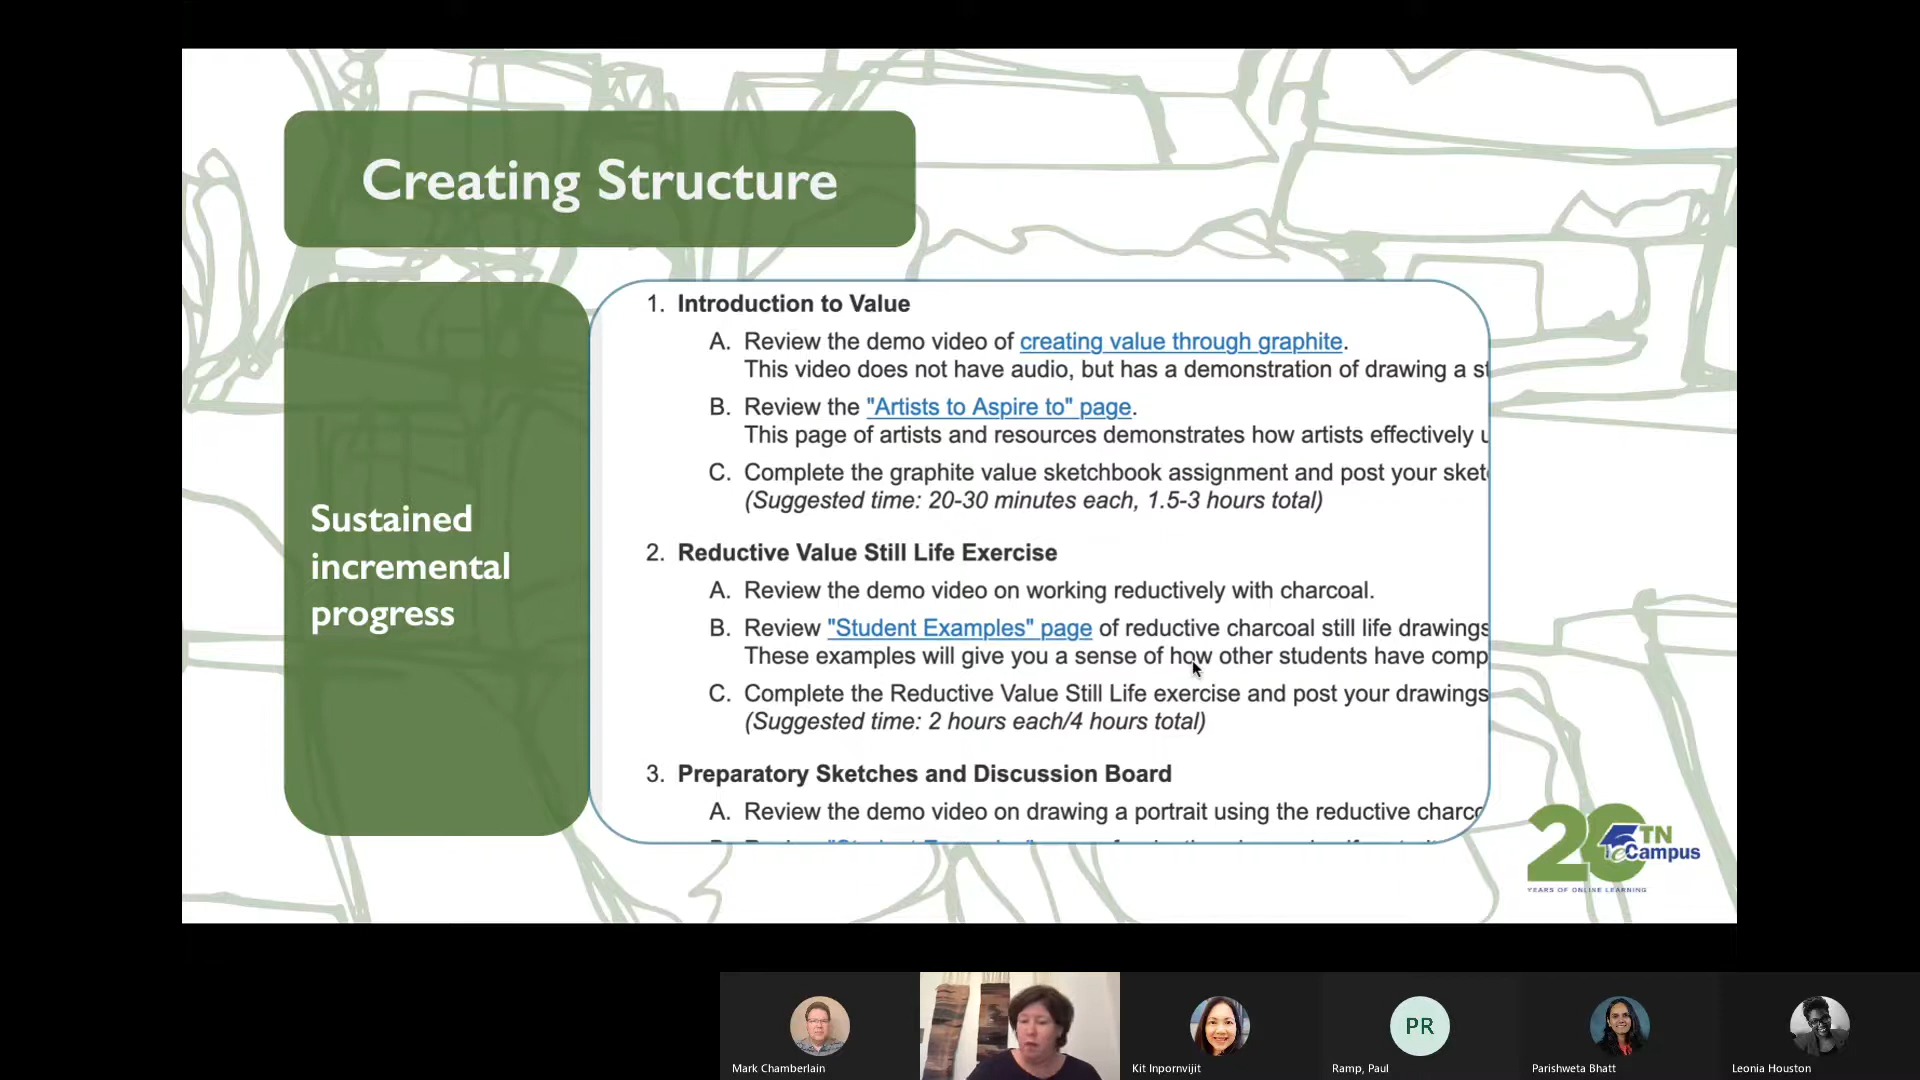 Creating Structure
Sustained
incremental
progress
1. Introduction to Value
A. Review the demo video of creating value through graphite.
This video does not have audio, but has a demonstration of drawing a
B. Review the "Artists to Aspire to" page.
This page of artists and resources demonstrates how artists effectively
C. Complete the graphite value sketchbook assignment and post your
(Suggested time: 20-30 minutes each, 1.5-3 hours total)
2. Reductive Value Still Life Exercise
A. Review the demo video on working reductively with charcoal.
B. Review "Student Examples" page of reductive charcoal still life drawings
These examples will give you a sense of how other students have comp
C. Complete the Reductive Value Still Life exercise and post your drawings
(Suggested time: 2 hours each/4 hours total)
3. Preparatory Sketches and Discussion Board
A. Review the demo video on drawing a portrait using the reductive
20 TN
eCampus
YEARS OF ONLINE LEARNING
Mark Chamberlain
Kit Inpornvijit
PR
Ramp, Paul
Parishweta Bhatt
Leonia Houston